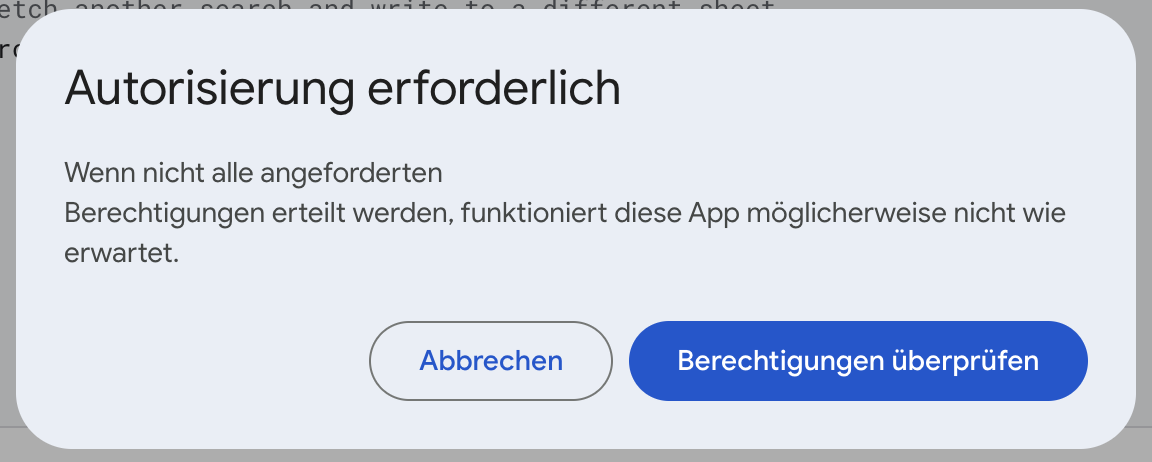 etch another search and write to a different sheet
Autorisierung erforderlich
Wenn nicht alle angeforderten
Berechtigungen erteilt werden, funktioniert diese App möglicherweise nicht wie
erwartet.
Abbrechen
Berechtigungen überprüfen